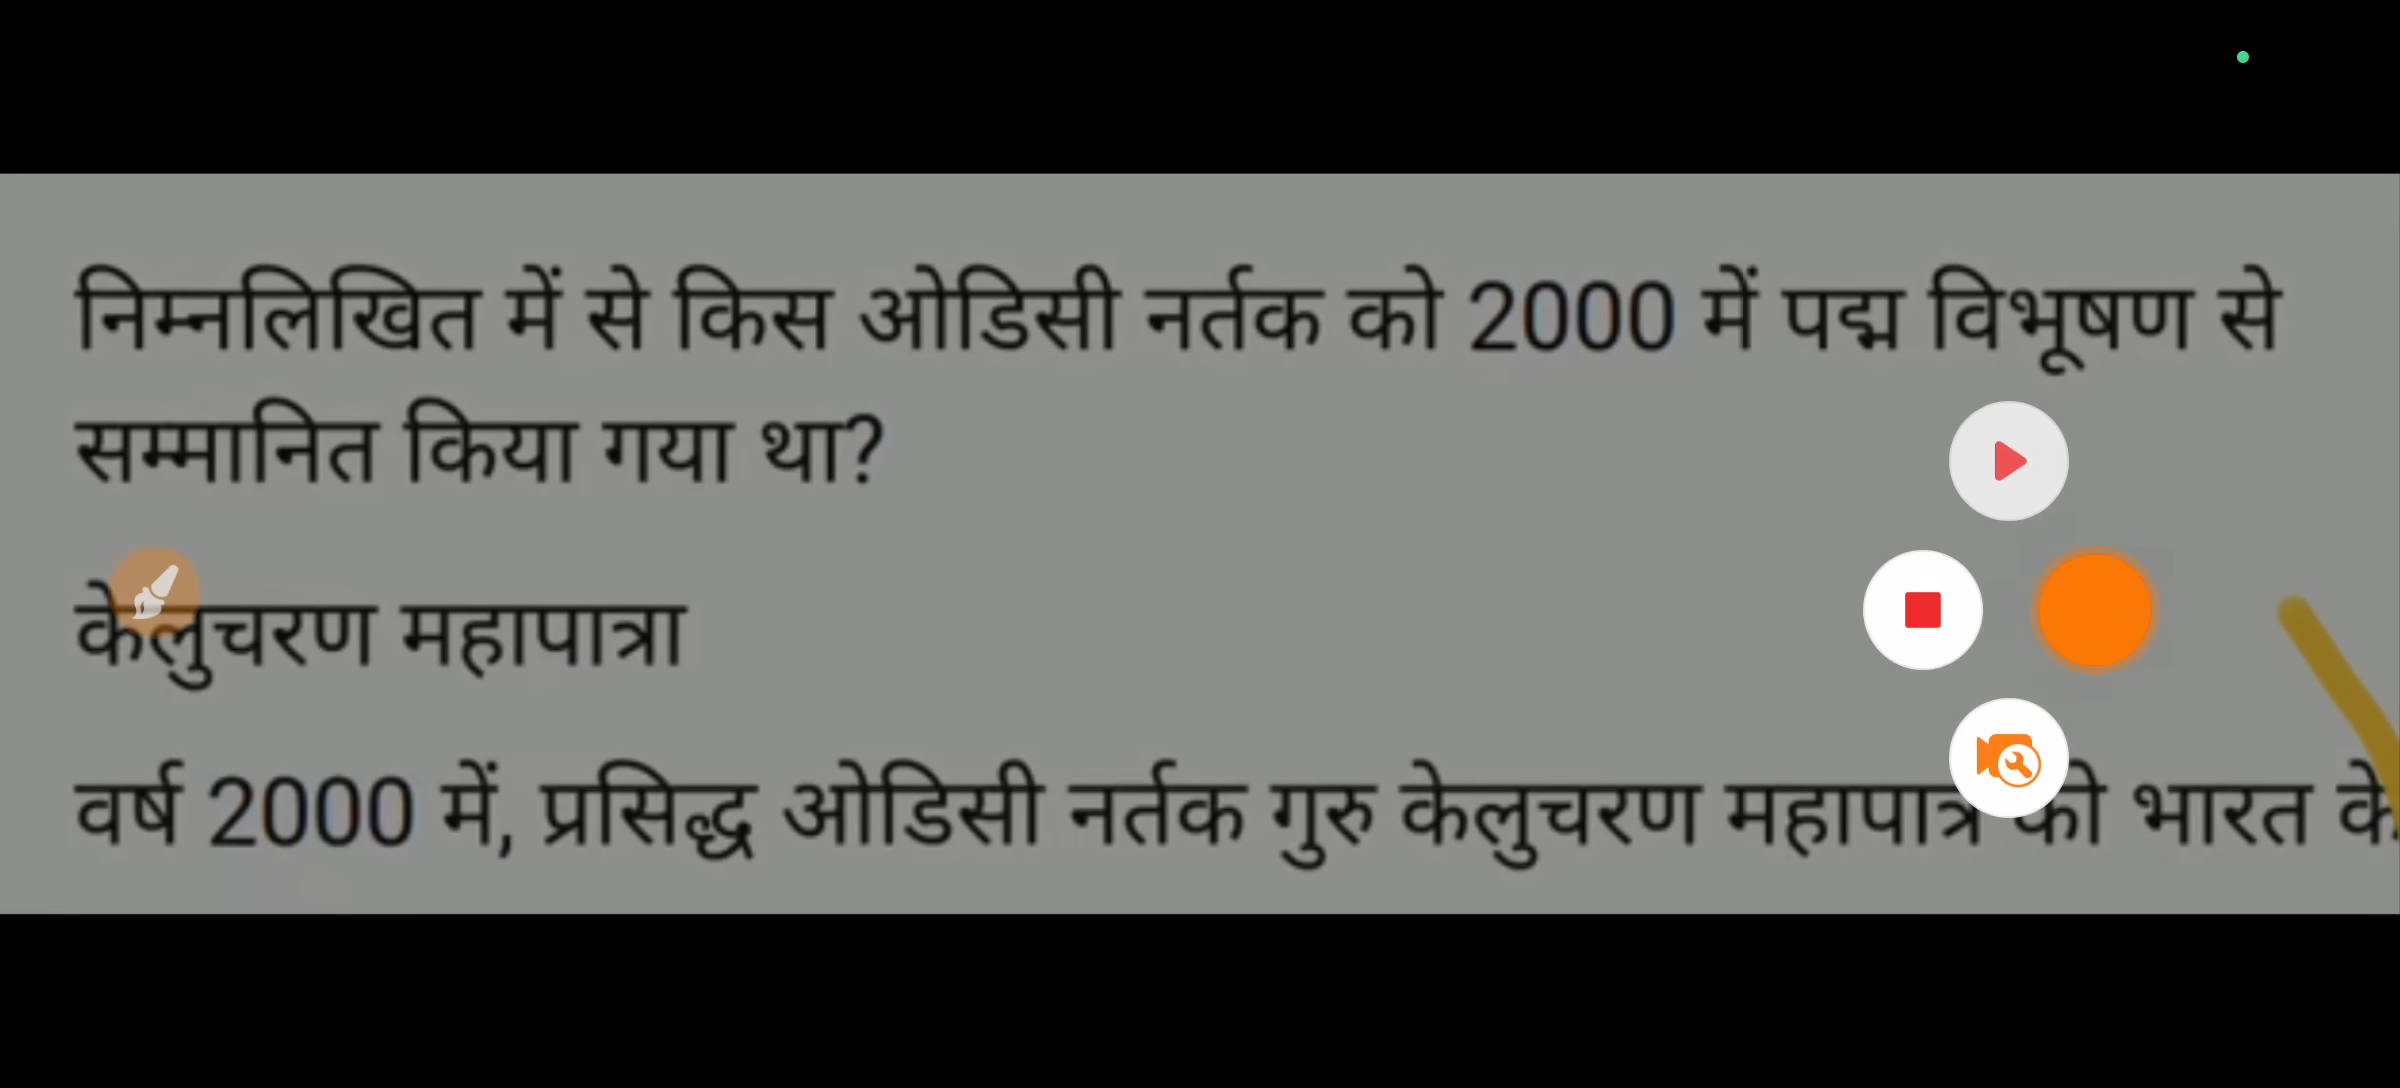 निम्नलिखित में से किस ओडिसी नर्तक को 2000 में पद्म विभूषण से
सम्मानित किया गया था?
केलुचरण महापात्रा
वर्ष 2000 में, प्रसिद्ध ओडिसी नर्तक गुरु केलुचरण महापात्र को भारत के